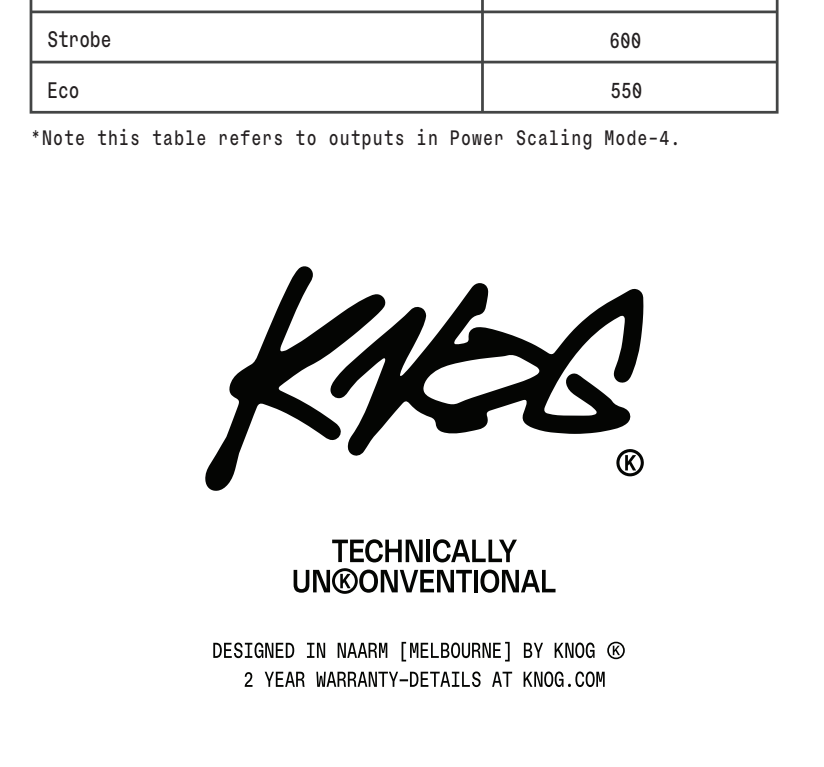 Strobe 600
Eco 550
*Note this table refers to outputs in Power Scaling Mode-4.
KNOG
Ⓚ
TECHNICALLY
UNⓀONVENTIONAL
DESIGNED IN NAARM [MELBOURNE] BY KNOG Ⓚ
2 YEAR WARRANTY-DETAILS AT KNOG.COM